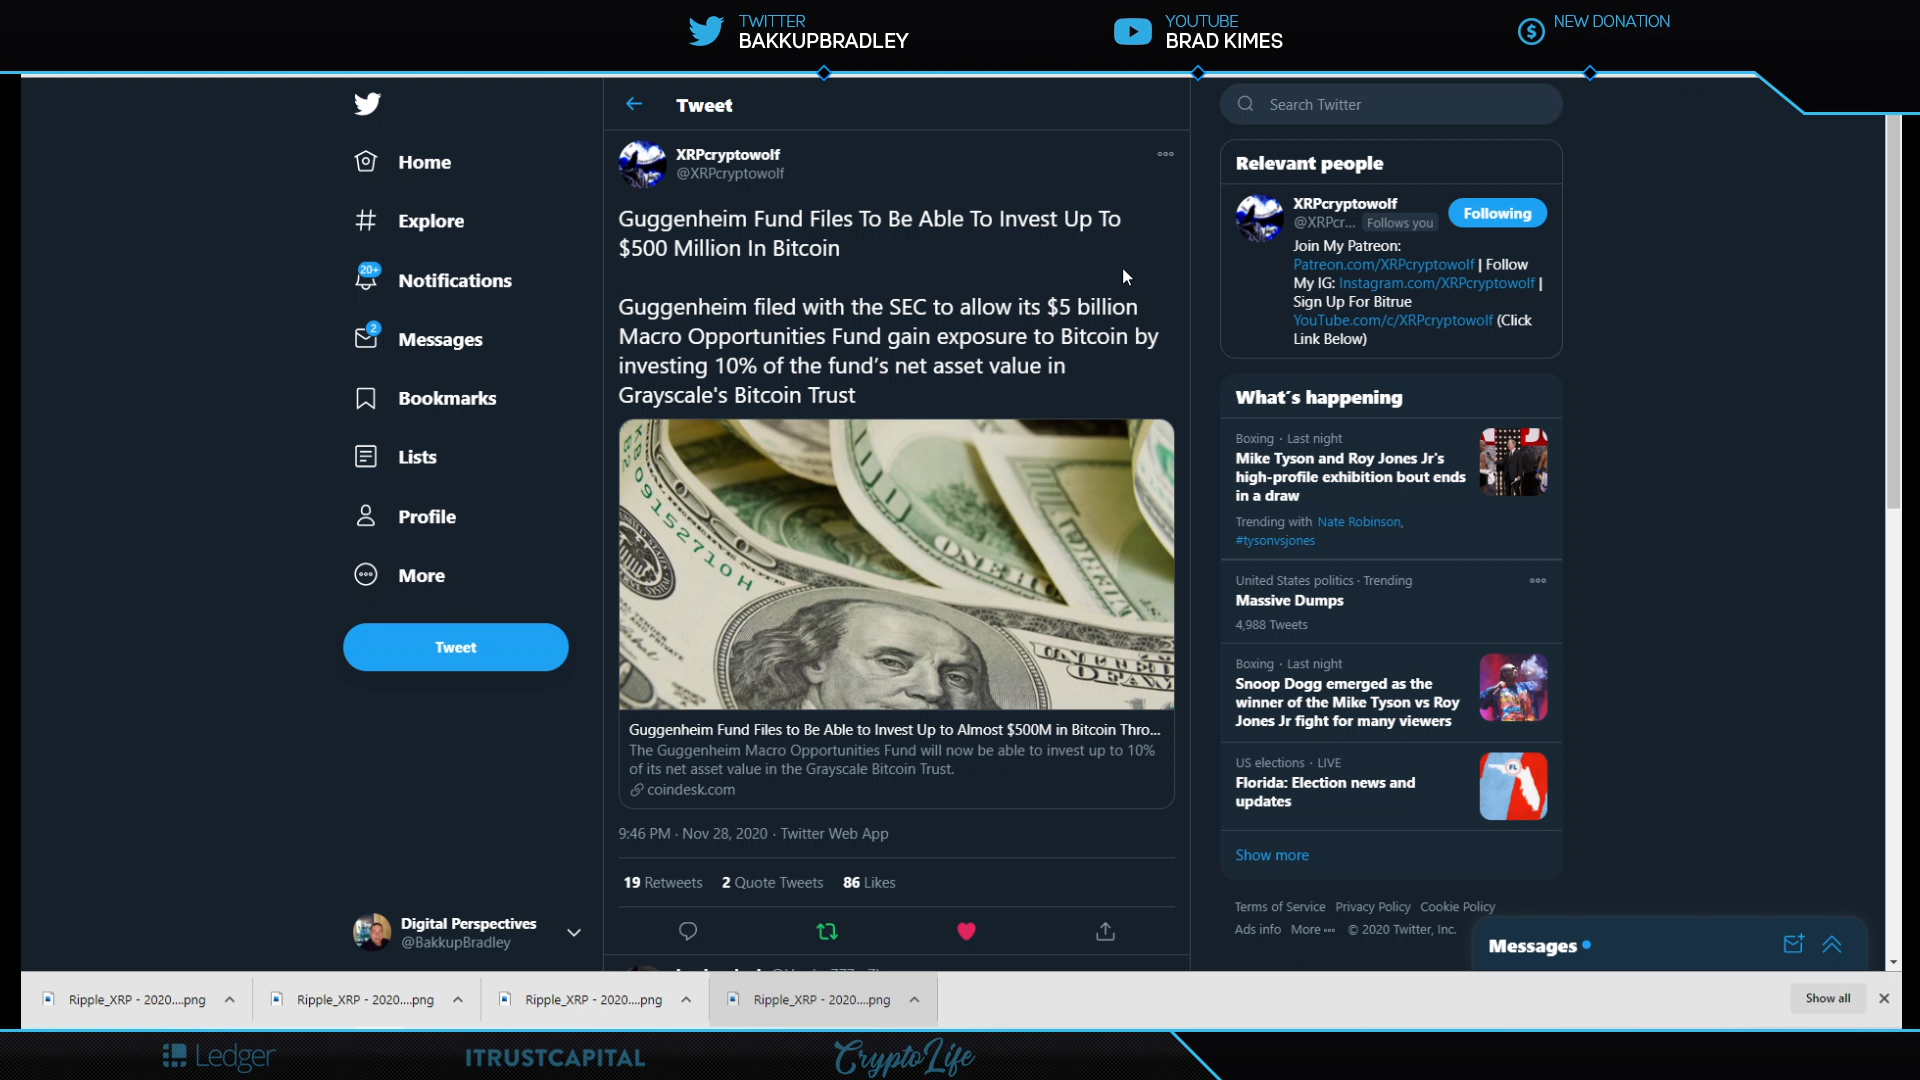 TWITTER
BAKKUPBRADLEY
YOUTUBE
BRAD KIMES
NEW DONATION
Home
Explore
20+
Notifications
2
Messages
Bookmarks
Lists
Profile
More
Tweet
Digital Perspectives
@BakkupBradley
Tweet
XRPcryptowolf
@XRPcryptowolf
Guggenheim Fund Files To Be Able To Invest Up To
$500 Million In Bitcoin
Guggenheim filed with the SEC to allow its $5 billion
Macro Opportunities Fund gain exposure to Bitcoin by
investing 10% of the fund’s net asset value in
Grayscale's Bitcoin Trust
Guggenheim Fund Files to Be Able to Invest Up to Almost $500M in Bitcoin Thro...
The Guggenheim Macro Opportunities Fund will now be able to invest up to 10%
of its net asset value in the Grayscale Bitcoin Trust.
coindesk.com
9:46 PM · Nov 28, 2020 · Twitter Web App
19 Retweets 2 Quote Tweets 86 Likes
Search Twitter
Relevant people
XRPcryptowolf
@XRPcr... Follows you
Following
Join My Patreon:
Patreon.com/XRPcryptowolf | Follow
My IG: Instagram.com/XRPcryptowolf |
Sign Up For Bitrue
YouTube.com/c/XRPcryptowolf (Click
Link Below)
What's happening
Boxing · Last night
Mike Tyson and Roy Jones Jr's
high-profile exhibition bout ends
in a draw
Trending with Nate Robinson,
#tysonvsjones
United States politics · Trending
Massive Dumps
4,988 Tweets
Boxing · Last night
Snoop Dogg emerged as the
winner of the Mike Tyson vs Roy
Jones Jr fight for many viewers
US elections · LIVE
Florida: Election news and
updates
FL
Show more
Terms of Service Privacy Policy Cookie Policy
Ads info More ··· © 2020 Twitter, Inc.
Messages
Ripple_XRP - 2020....png
Ripple_XRP - 2020....png
Ripple_XRP - 2020....png
Ripple_XRP - 2020....png
Show all
Ledger
ITRUSTCAPITAL
CryptoLife